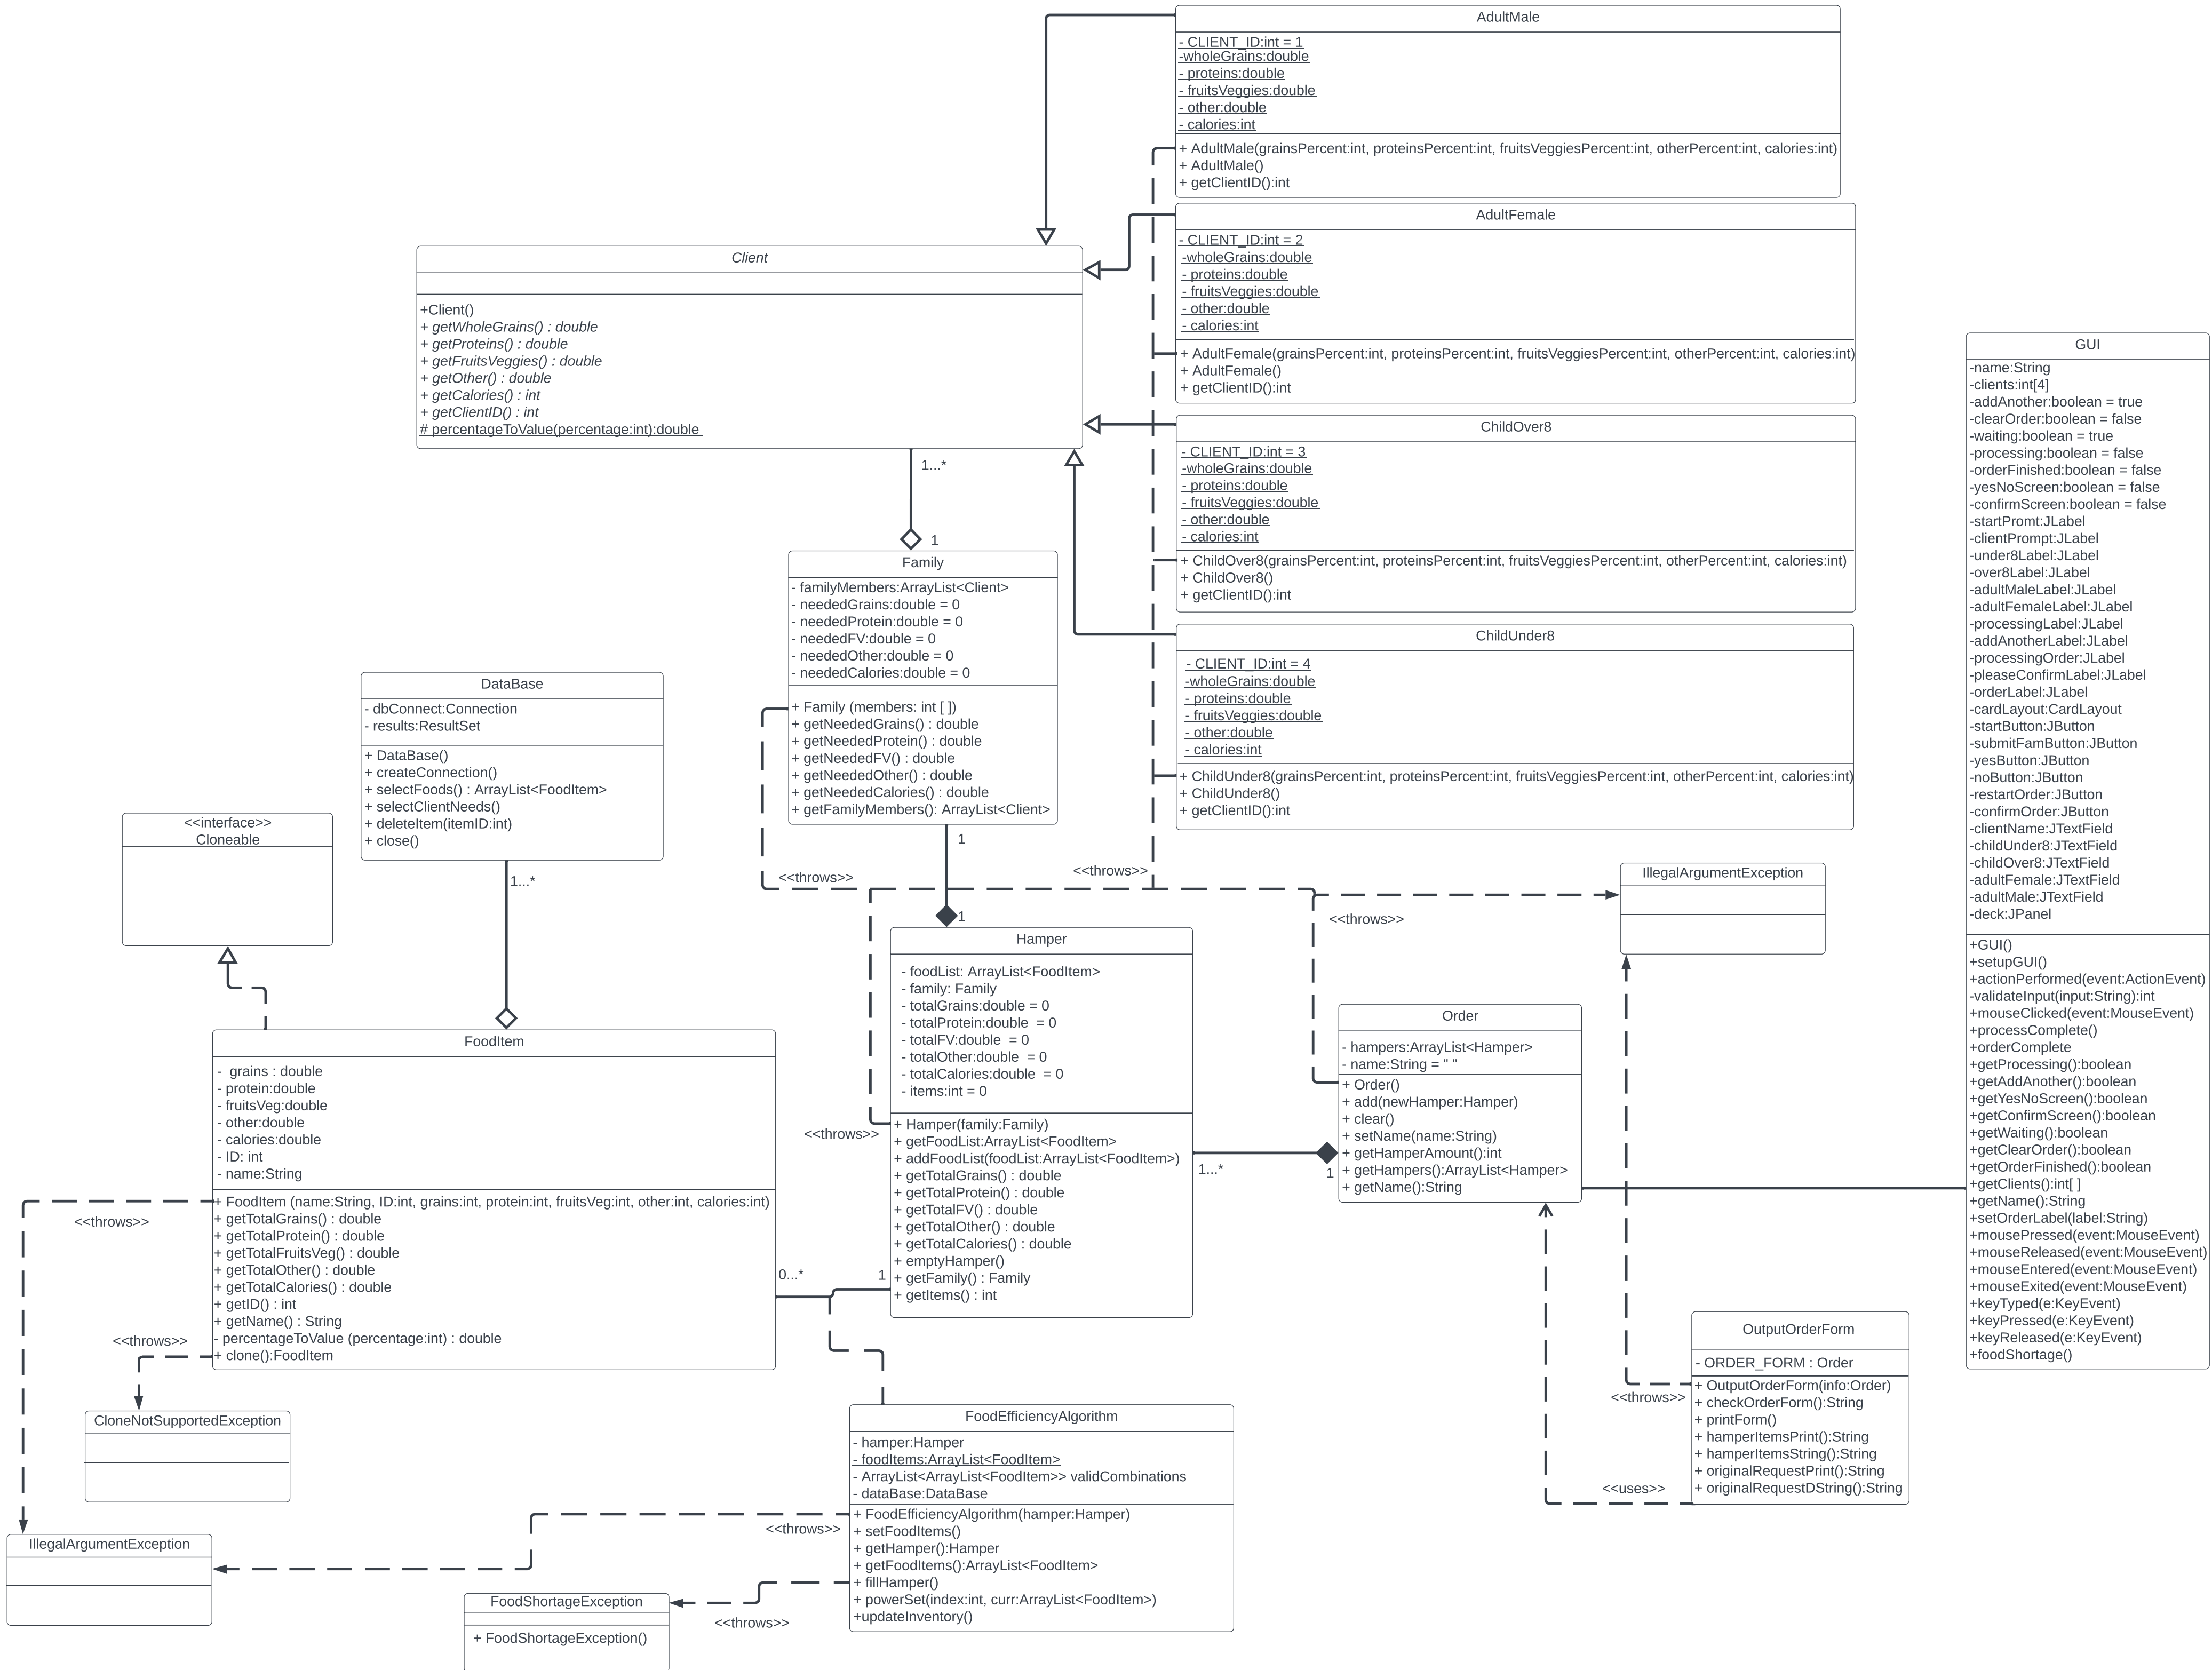 AdultMale
- CLIENT_ID:int = 1
-wholeGrains:double
- proteins:double
- fruitsVeggies:double
- other:double
- calories:int
+ AdultMale(grainsPercent:int, proteinsPercent:int, fruitsVeggiesPercent:int, otherPercent:int, calories:int)
+ AdultMale()
+ getClientID():int
AdultFemale
- CLIENT_ID:int = 2
-wholeGrains:double
- proteins:double
- fruitsVeggies:double
- other:double
- calories:int
+ AdultFemale(grainsPercent:int, proteinsPercent:int, fruitsVeggiesPercent:int, otherPercent:int, calories:int)
+ AdultFemale()
+ getClientID():int
Client
+Client()
+ getWholeGrains() : double
+ getProteins() : double
+ getFruitsVeggies() : double
+ getOther() : double
+ getCalories() : int
+ getClientID() : int
# percentageToValue(percentage:int):double
1...*
1
ChildOver8
- CLIENT_ID:int = 3
-wholeGrains:double
- proteins:double
- fruitsVeggies:double
- other:double
- calories:int
+ ChildOver8(grainsPercent:int, proteinsPercent:int, fruitsVeggiesPercent:int, otherPercent:int, calories:int)
+ ChildOver8()
+ getClientID():int
ChildUnder8
- CLIENT_ID:int = 4
-wholeGrains:double
- proteins:double
- fruitsVeggies:double
- other:double
- calories:int
+ ChildUnder8(grainsPercent:int, proteinsPercent:int, fruitsVeggiesPercent:int, otherPercent:int, calories:int)
+ ChildUnder8()
+ getClientID():int
GUI
-name:String
-clients:int[4]
-addAnother:boolean = true
-clearOrder:boolean = false
-waiting:boolean = true
-processing:boolean = false
-orderFinished:boolean = false
-yesNoScreen:boolean = false
-confirmScreen:boolean = false
-startPromt:JLabel
-clientPrompt:JLabel
-under8Label:JLabel
-over8Label:JLabel
-adultMaleLabel:JLabel
-adultFemaleLabel:JLabel
-processingLabel:JLabel
-addAnotherLabel:JLabel
-processingOrder:JLabel
-pleaseConfirmLabel:JLabel
-orderLabel:JLabel
-cardLayout:CardLayout
-startButton:JButton
-submitFamButton:JButton
-yesButton:JButton
-noButton:JButton
-restartOrder:JButton
-confirmOrder:JButton
-clientName:JTextField
-childUnder8:JTextField
-childOver8:JTextField
-adultFemale:JTextField
-adultMale:JTextField
-deck:JPanel
+GUI()
+setupGUI()
+actionPerformed(event:ActionEvent)
-validateInput(input:String):int
+mouseClicked(event:MouseEvent)
+processComplete()
+orderComplete
+getProcessing():boolean
+getAddAnother():boolean
+getYesNoScreen():boolean
+getConfirmScreen():boolean
+getWaiting():boolean
+getClearOrder():boolean
+getOrderFinished():boolean
+getClients():int[ ]
+getName():String
+setOrderLabel(label:String)
+mousePressed(event:MouseEvent)
+mouseReleased(event:MouseEvent)
+mouseEntered(event:MouseEvent)
+mouseExited(event:MouseEvent)
+keyTyped(e:KeyEvent)
+keyPressed(e:KeyEvent)
+keyReleased(e:KeyEvent)
+foodShortage()
Family
- familyMembers:ArrayList<Client>
- neededGrains:double = 0
- neededProtein:double = 0
- neededFV:double = 0
- neededOther:double = 0
- neededCalories:double = 0
+ Family (members: int [ ])
+ getNeededGrains() : double
+ getNeededProtein() : double
+ getNeededFV() : double
+ getNeededOther() : double
+ getNeededCalories() : double
+ getFamilyMembers(): ArrayList<Client>
1
1
<<throws>>
<<throws>>
<<throws>>
DataBase
- dbConnect:Connection
- results:ResultSet
+ DataBase()
+ createConnection()
+ selectFoods() : ArrayList<FoodItem>
+ selectClientNeeds()
+ deleteItem(itemID:int)
+ close()
1...*
<<interface>>
Cloneable
IllegalArgumentException
Hamper
- foodList: ArrayList<FoodItem>
- family: Family
- totalGrains:double = 0
- totalProtein:double  = 0
- totalFV:double  = 0
- totalOther:double  = 0
- totalCalories:double  = 0
- items:int = 0
+ Hamper(family:Family)
+ getFoodList:ArrayList<FoodItem>
+ addFoodList(foodList:ArrayList<FoodItem>)
+ getTotalGrains() : double
+ getTotalProtein() : double
+ getTotalFV() : double
+ getTotalOther() : double
+ getTotalCalories() : double
+ emptyHamper()
+ getFamily() : Family
+ getItems() : int
<<throws>>
1...*
1
Order
- hampers:ArrayList<Hamper>
- name:String = " "
+ Order()
+ add(newHamper:Hamper)
+ clear()
+ setName(name:String)
+ getHamperAmount():int
+ getHampers():ArrayList<Hamper>
+ getName():String
FoodItem
-  grains : double
- protein:double
- fruitsVeg:double
- other:double
- calories:double
- ID: int
- name:String
+ FoodItem (name:String, ID:int, grains:int, protein:int, fruitsVeg:int, other:int, calories:int)
+ getTotalGrains() : double
+ getTotalProtein() : double
+ getTotalFruitsVeg() : double
+ getTotalOther() : double
+ getTotalCalories() : double
+ getID() : int
+ getName() : String
- percentageToValue (percentage:int) : double
+ clone():FoodItem
0...*
1
<<throws>>
<<throws>>
CloneNotSupportedException
IllegalArgumentException
OutputOrderForm
- ORDER_FORM : Order
+ OutputOrderForm(info:Order)
+ checkOrderForm():String
+ printForm()
+ hamperItemsPrint():String
+ hamperItemsString():String
+ originalRequestPrint():String
+ originalRequestDString():String
<<throws>>
<<uses>>
FoodEfficiencyAlgorithm
- hamper:Hamper
- foodItems:ArrayList<FoodItem>
- ArrayList<ArrayList<FoodItem>> validCombinations
- dataBase:DataBase
+ FoodEfficiencyAlgorithm(hamper:Hamper)
+ setFoodItems()
+ getHamper():Hamper
+ getFoodItems():ArrayList<FoodItem>
+ fillHamper()
+ powerSet(index:int, curr:ArrayList<FoodItem>)
+updateInventory()
<<throws>>
<<throws>>
FoodShortageException
+ FoodShortageException()